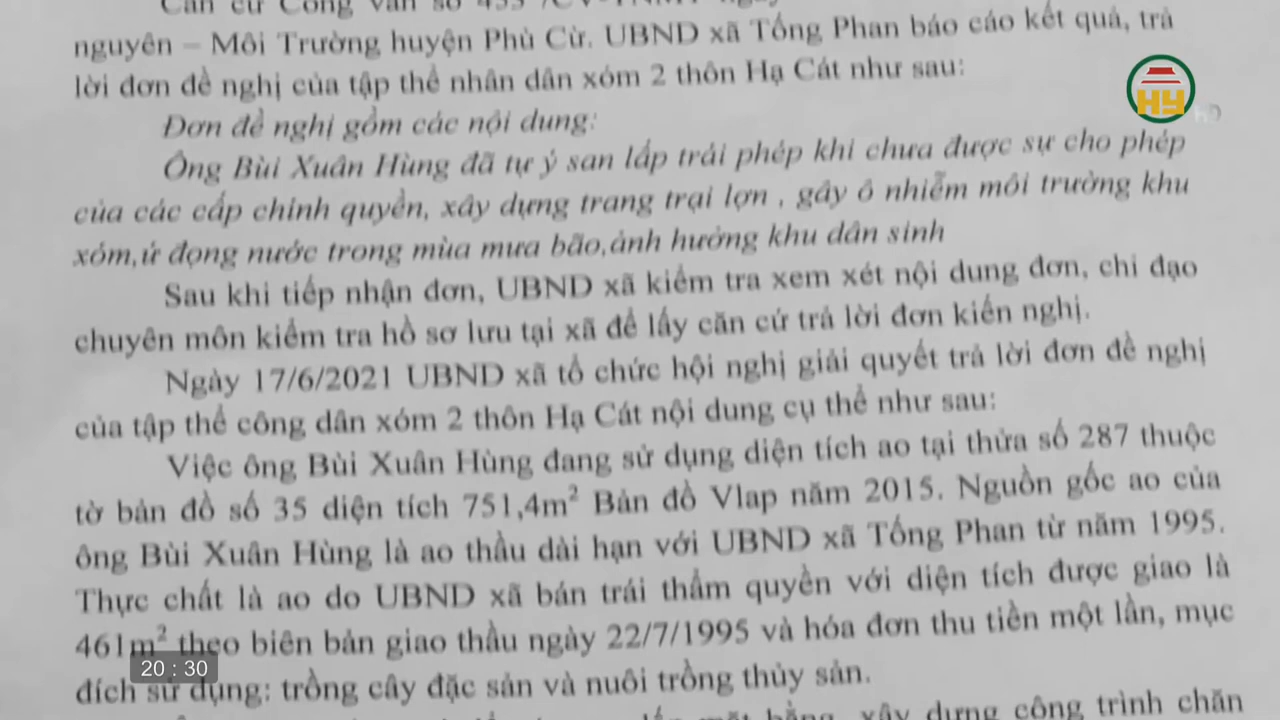 Căn cứ Công văn số
nguyên – Môi Trường huyện Phù Cừ. UBND xã Tống Phan báo cáo kết quả, trả
lời đơn đề nghị của tập thể nhân dân xóm 2 thôn Hạ Cát như sau:
HY
HD
Đơn đề nghị gồm các nội dung:
Ông Bùi Xuân Hùng đã tự ý san lấp trái phép khi chưa được sự cho phép
của các cấp chính quyền, xây dựng trang trại lợn , gây ô nhiễm môi trường khu
xóm,ứ đọng nước trong mùa mưa bão,ảnh hưởng khu dân sinh
Sau khi tiếp nhận đơn, UBND xã kiểm tra xem xét nội dung đơn, chỉ đạo
chuyên môn kiểm tra hồ sơ lưu tại xã để lấy căn cứ trả lời đơn kiến nghị.
Ngày 17/6/2021 UBND xã tổ chức hội nghị giải quyết trả lời đơn đề nghị
của tập thể công dân xóm 2 thôn Hạ Cát nội dung cụ thể như sau:
Việc ông Bùi Xuân Hùng đang sử dụng diện tích ao tại thửa số 287 thuộc
tờ bản đồ số 35 diện tích 751,4m² Bản đồ Vlap năm 2015. Nguồn gốc ao của
ông Bùi Xuân Hùng là ao thầu dài hạn với UBND xã Tống Phan từ năm 1995.
Thực chất là ao do UBND xã bán trái thẩm quyền với diện tích được giao là
461m² theo biên bản giao thầu ngày 22/7/1995 và hóa đơn thu tiền một lần, mục
20 : 30
đích sử dụng: trồng cây đặc sản và nuôi trồng thủy sản.
mặt bằng, xây dựng công trình chăn